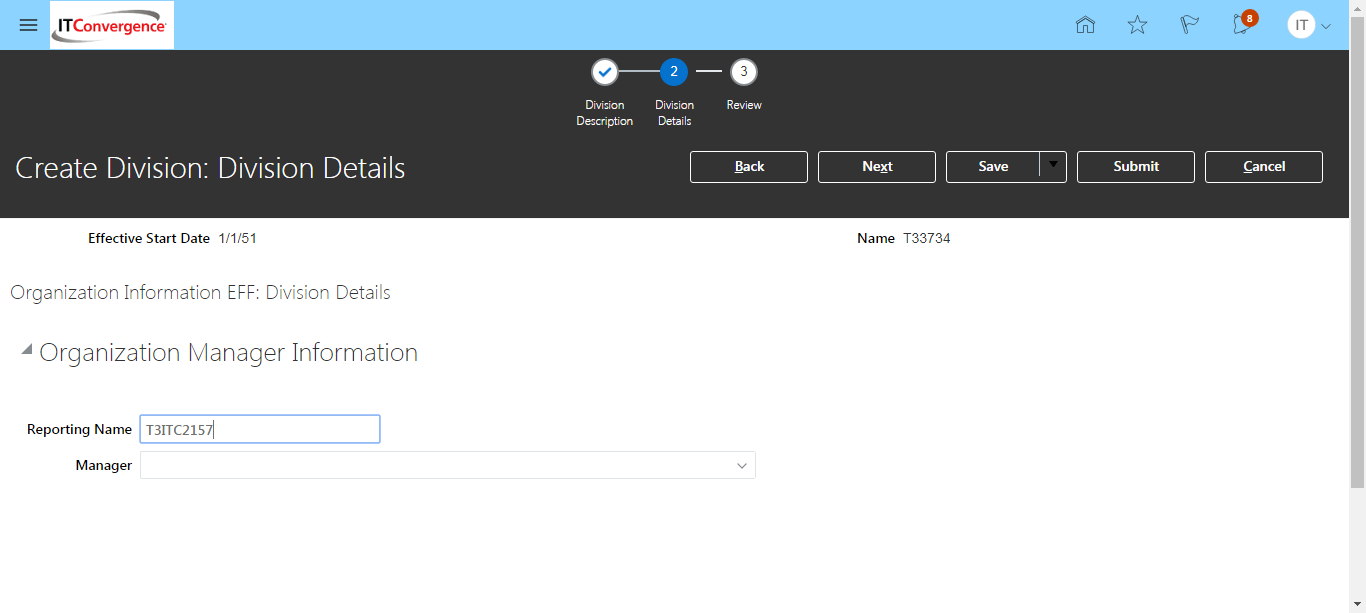 ITConvergence
8
IT
2
3
Division Description
Division Details
Review
Create Division: Division Details
Back
Next
Save
Submit
Cancel
Effective Start Date 1/1/51
Name T33734
Organization Information EFF: Division Details
Organization Manager Information
Reporting Name T3ITC2157
Manager